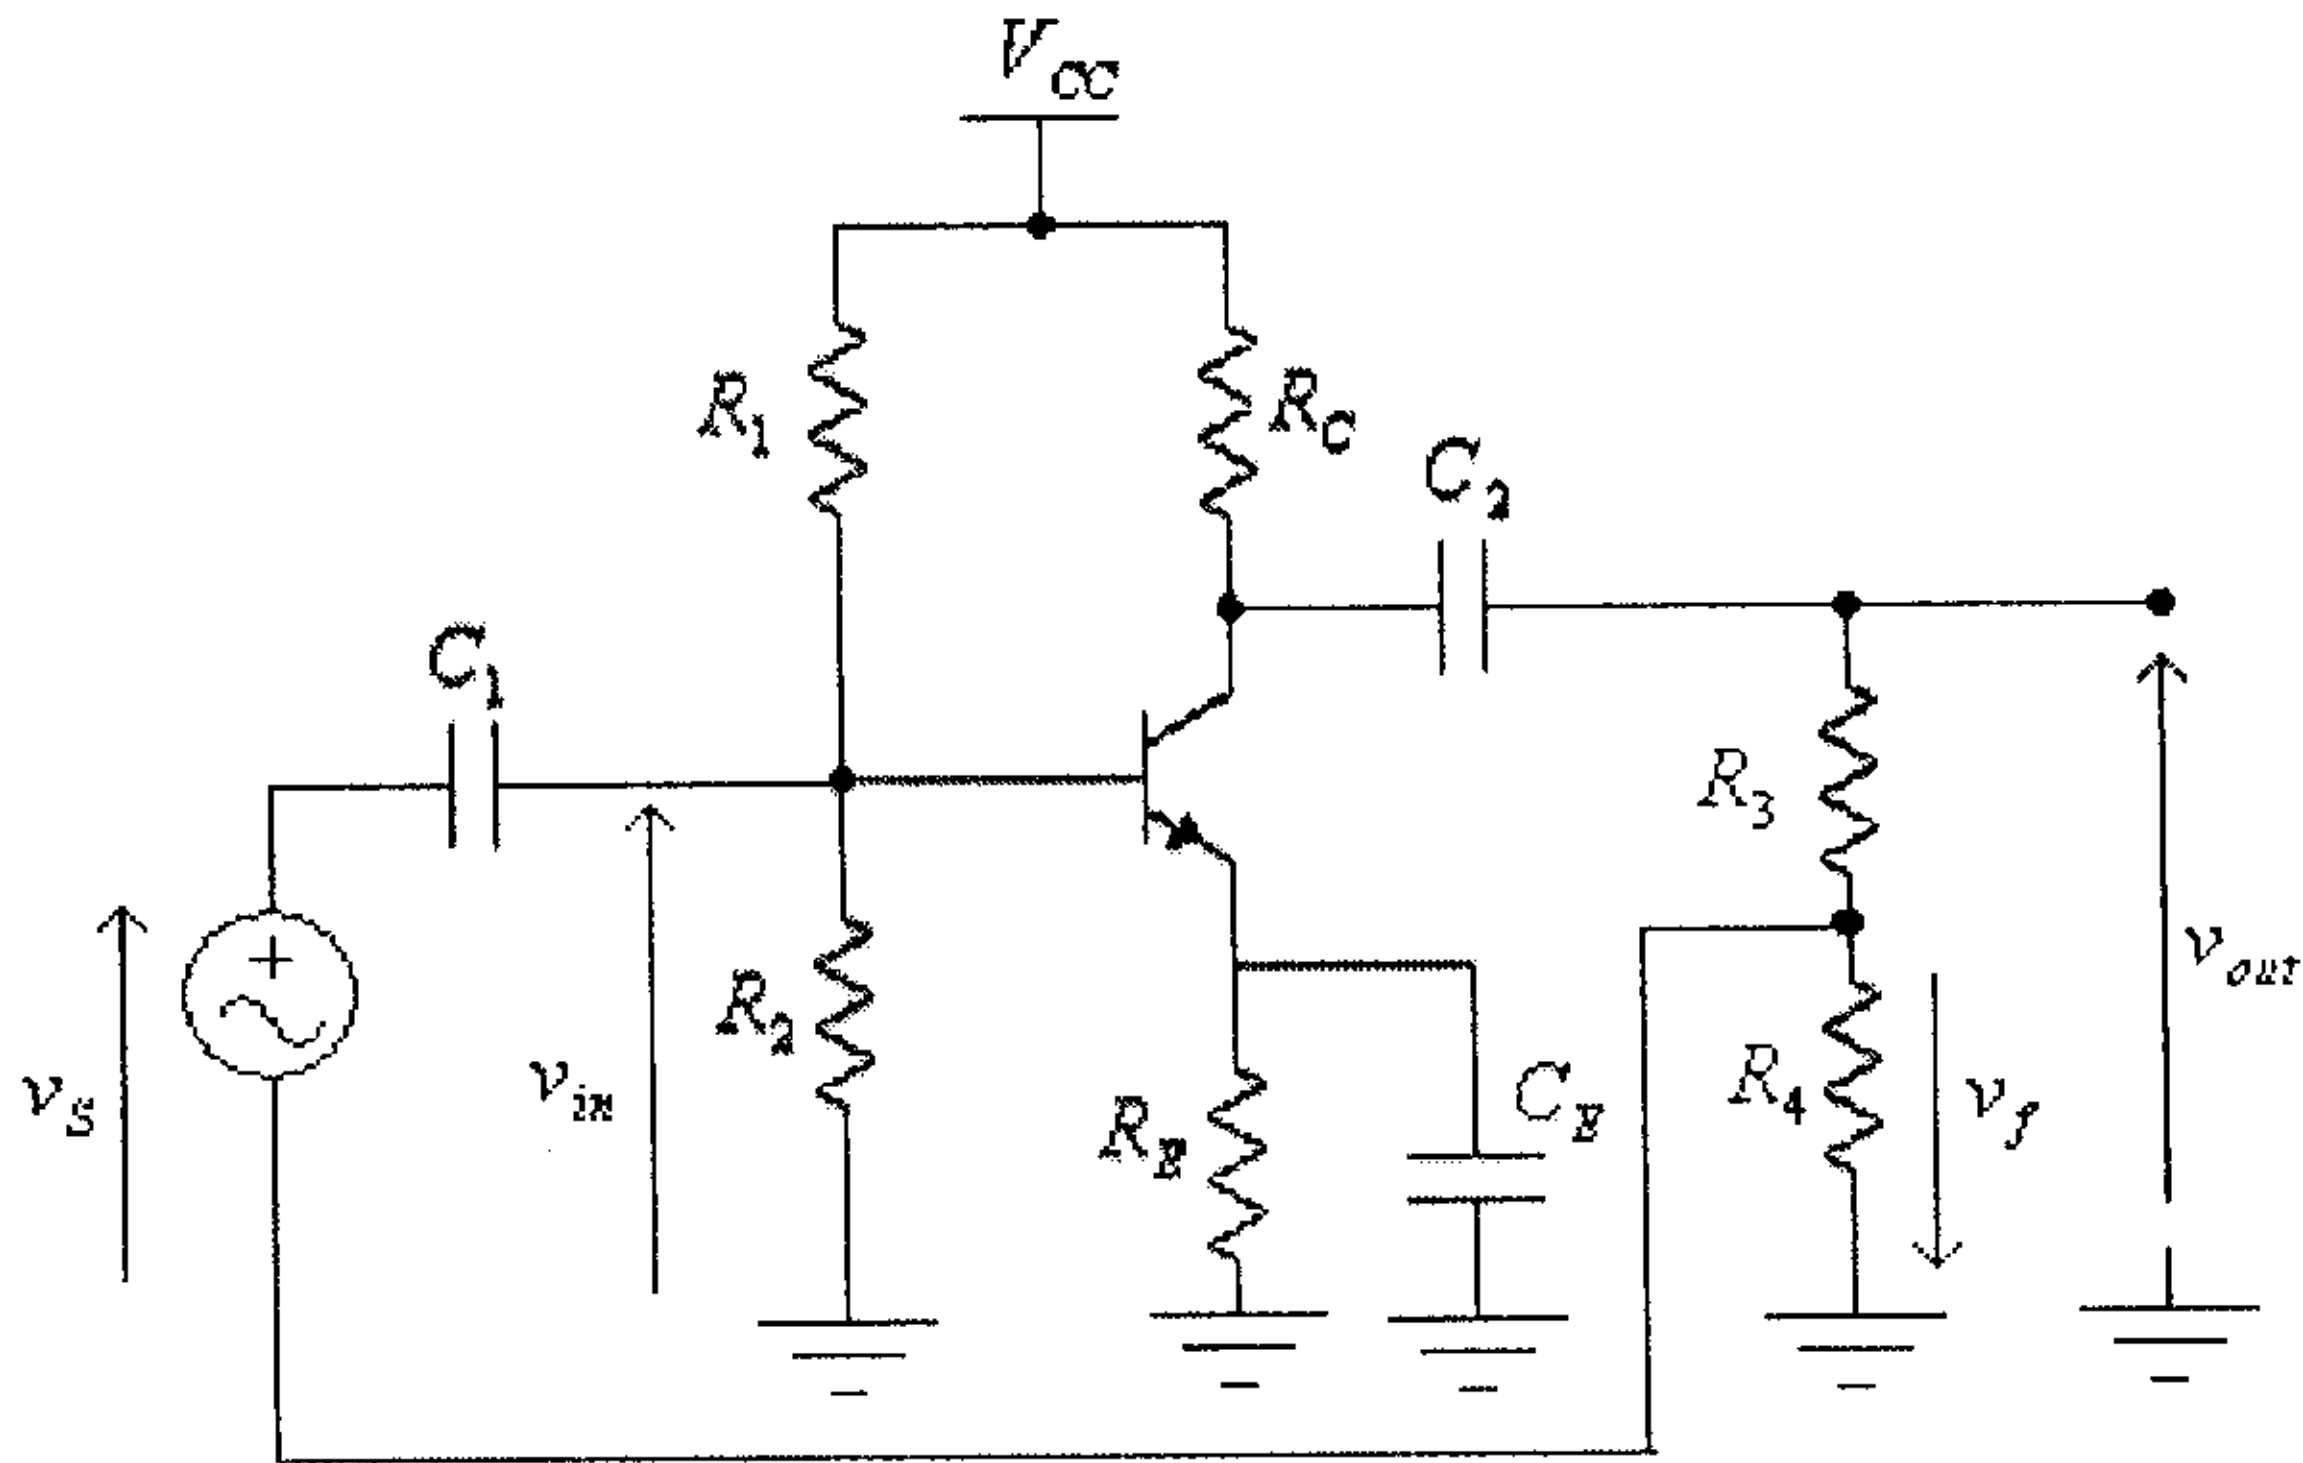 V_CC
R_1
R_C
C_2
C_1
R_3
v_out
+
R_2
v_S
v_in
R_E
C_E
R_4
v_f